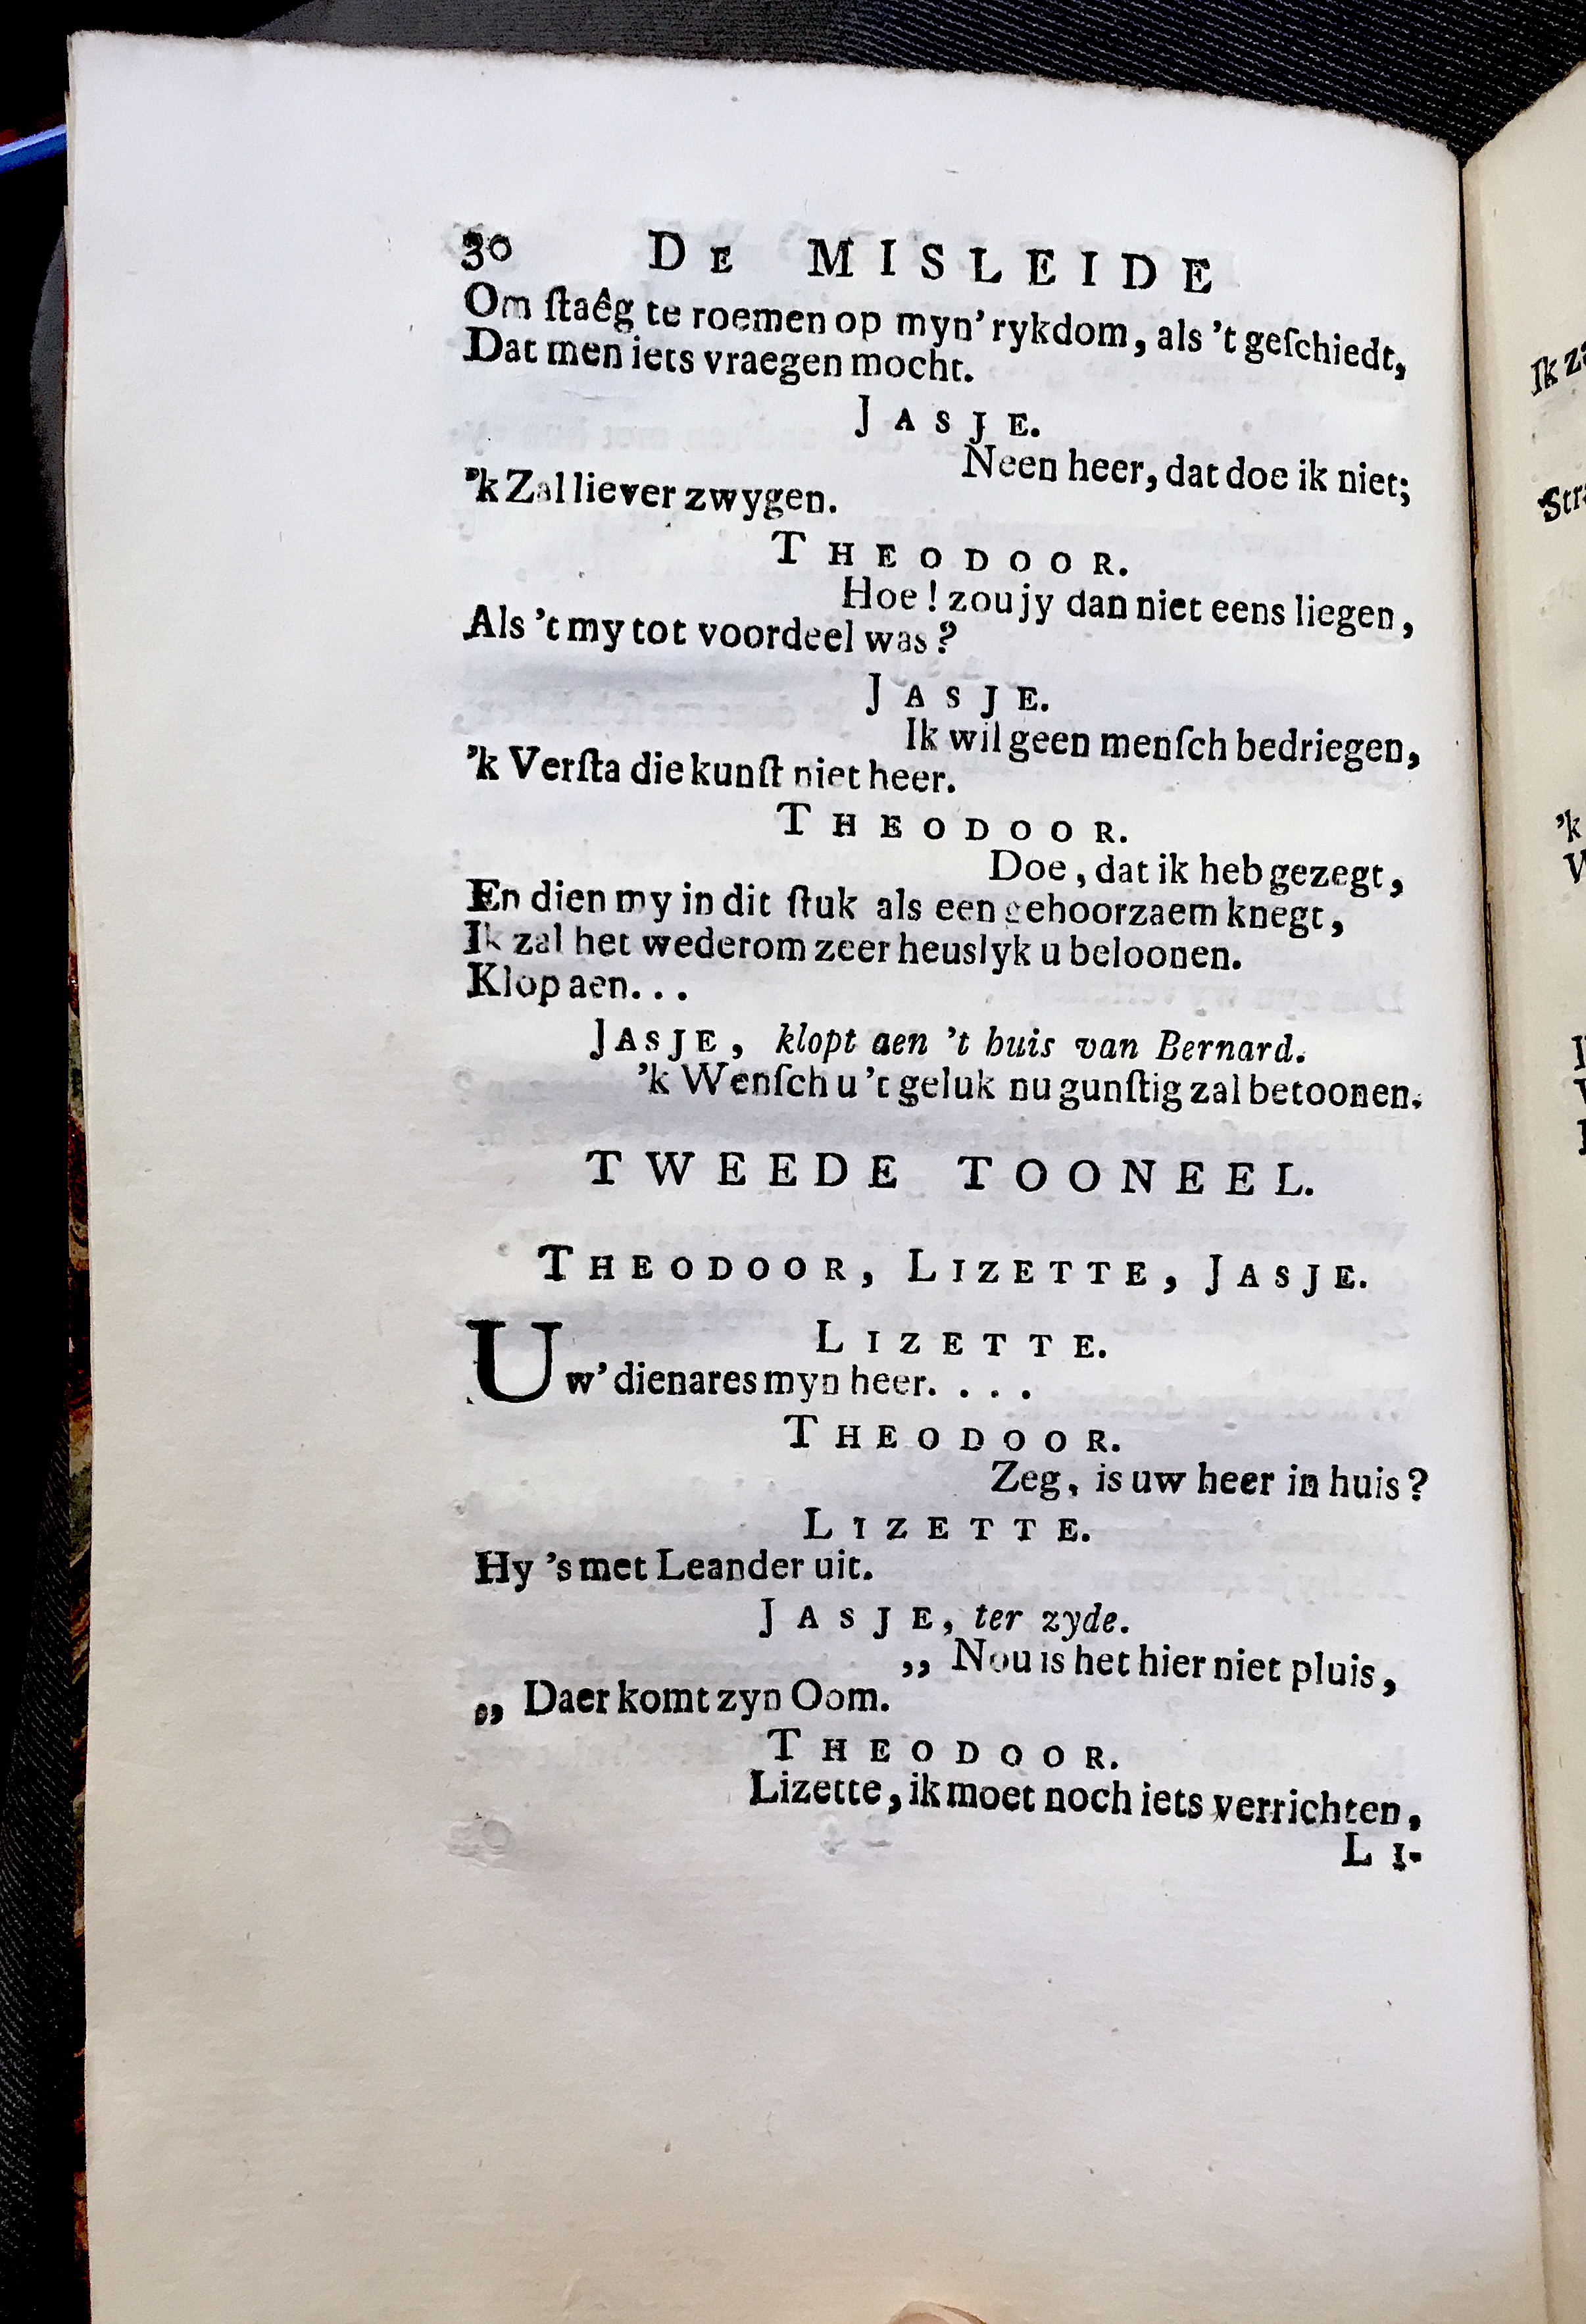 30 DE MISLEIDE
Om ſtaêg te roemen op myn' rykdom, als 't geſchiedt,
Dat men iets vraegen mocht.
JASJE.
Neen heer, dat doe ik niet;
'k Zal liever zwygen.
THEODOOR.
Hoe! zou jy dan niet eens liegen,
Als 't my tot voordeel was?
JASJE.
Ik wil geen menſch bedriegen,
'k Verſta die kunſt niet heer.
THEODOOR.
Doe, dat ik heb gezegt,
En dien my in dit ſtuk als een gehoorzaem knegt,
Ik zal het wederom zeer heuslyk u beloonen.
Klop aen...
JASJE, klopt aen 't huis van Bernard.
'k Wenſch u 't geluk nu gunſtig zal betoonen.
TWEEDE TOONEEL.
THEODOOR, LIZETTE, JASJE.
LIZETTE.
Uw' dienares myn heer. . . .
THEODOOR.
Zeg, is uw heer in huis?
LIZETTE.
Hy 's met Leander uit.
JASJE, ter zyde.
,, Nou is het hier niet pluis,
,, Daer komt zyn Oom.
THEODOOR.
Lizette, ik moet noch iets verrichten,
LI-
Ik
'k